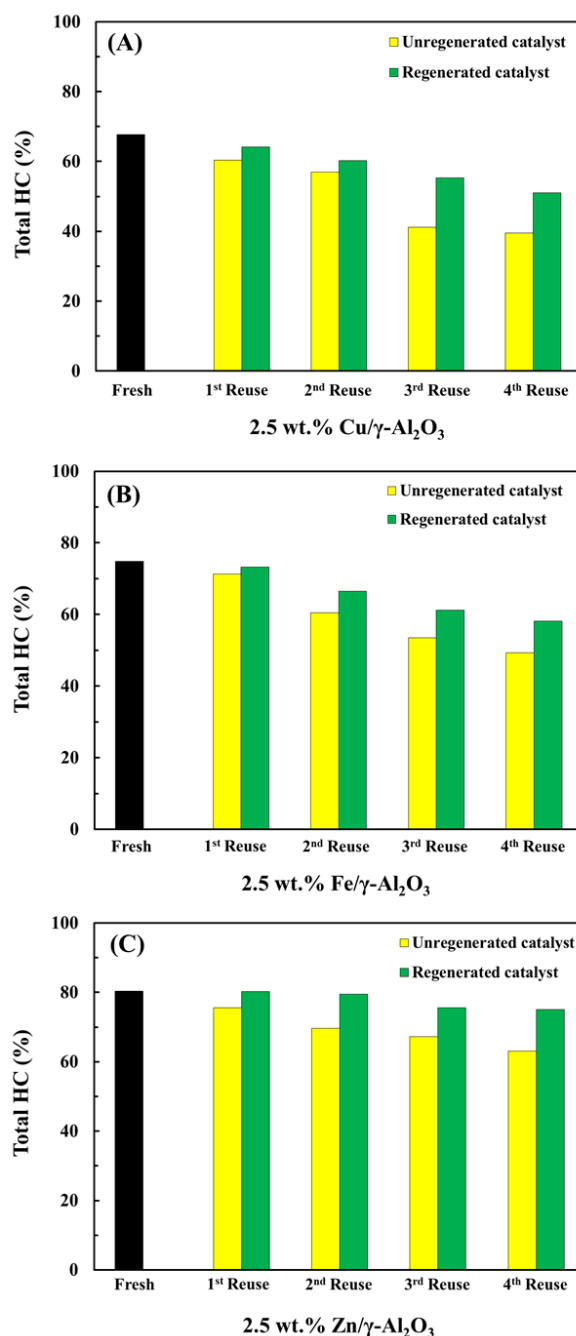 (A)
Unregenerated catalyst
Regenerated catalyst
Total HC (%)
100
80
60
40
20
0
Fresh 1st Reuse 2nd Reuse 3rd Reuse 4th Reuse
2.5 wt.% Cu/γ-Al₂O₃
(B)
Unregenerated catalyst
Regenerated catalyst
Total HC (%)
100
80
60
40
20
0
Fresh 1st Reuse 2nd Reuse 3rd Reuse 4th Reuse
2.5 wt.% Fe/γ-Al₂O₃
(C)
Unregenerated catalyst
Regenerated catalyst
Total HC (%)
100
80
60
40
20
0
Fresh 1st Reuse 2nd Reuse 3rd Reuse 4th Reuse
2.5 wt.% Zn/γ-Al₂O₃